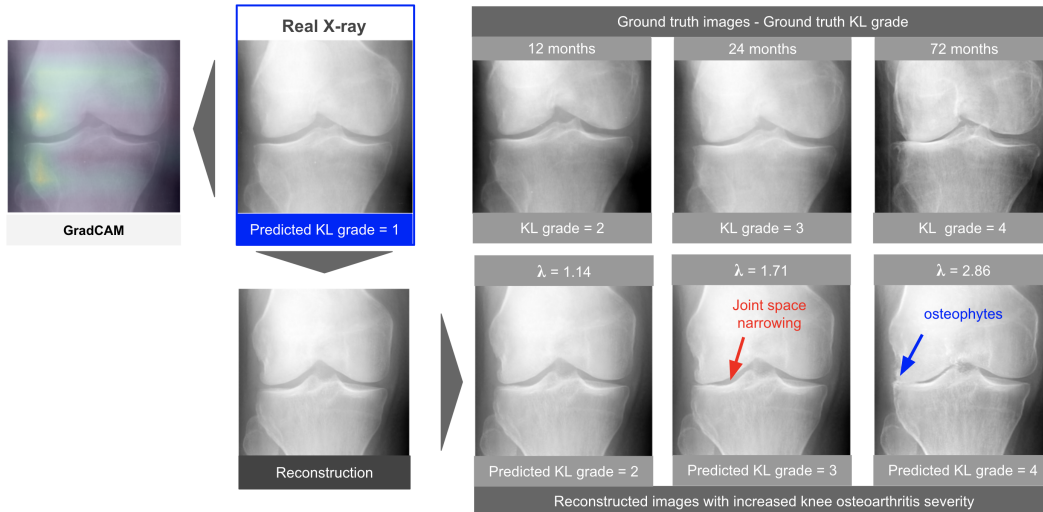 Real X-ray
Ground truth images - Ground truth KL grade
12 months
24 months
72 months
GradCAM
Predicted KL grade = 1
KL grade = 2
KL grade = 3
KL grade = 4
λ = 1.14
λ = 1.71
λ = 2.86
Joint space
narrowing
osteophytes
Reconstruction
Predicted KL grade = 2
Predicted KL grade = 3
Predicted KL grade = 4
Reconstructed images with increased knee osteoarthritis severity